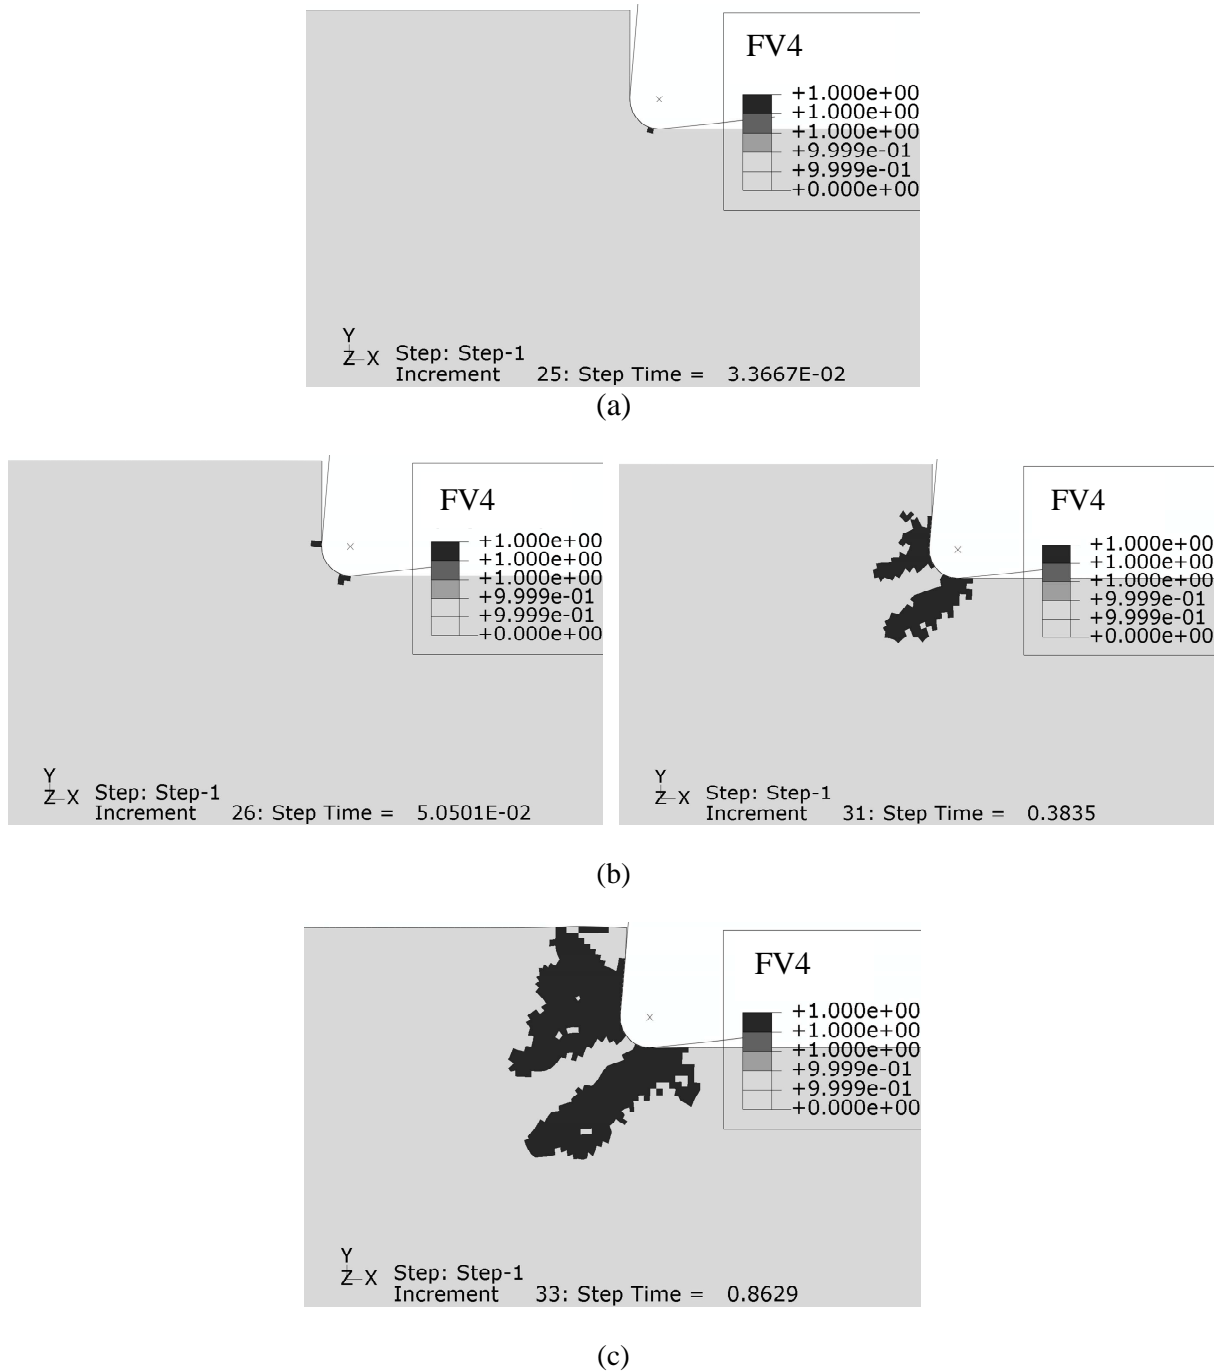 FV4
+1.000e+00
+1.000e+00
+1.000e+00
+9.999e-01
+9.999e-01
+0.000e+00
Y
Z X
Step: Step-1
Increment 25: Step Time = 3.3667E-02
(a)
FV4
+1.000e+00
+1.000e+00
+1.000e+00
+9.999e-01
+9.999e-01
+0.000e+00
Y
Z X
Step: Step-1
Increment 26: Step Time = 5.0501E-02
FV4
+1.000e+00
+1.000e+00
+1.000e+00
+9.999e-01
+9.999e-01
+0.000e+00
Y
Z X
Step: Step-1
Increment 31: Step Time = 0.3835
(b)
FV4
+1.000e+00
+1.000e+00
+1.000e+00
+9.999e-01
+9.999e-01
+0.000e+00
Y
Z X
Step: Step-1
Increment 33: Step Time = 0.8629
(c)